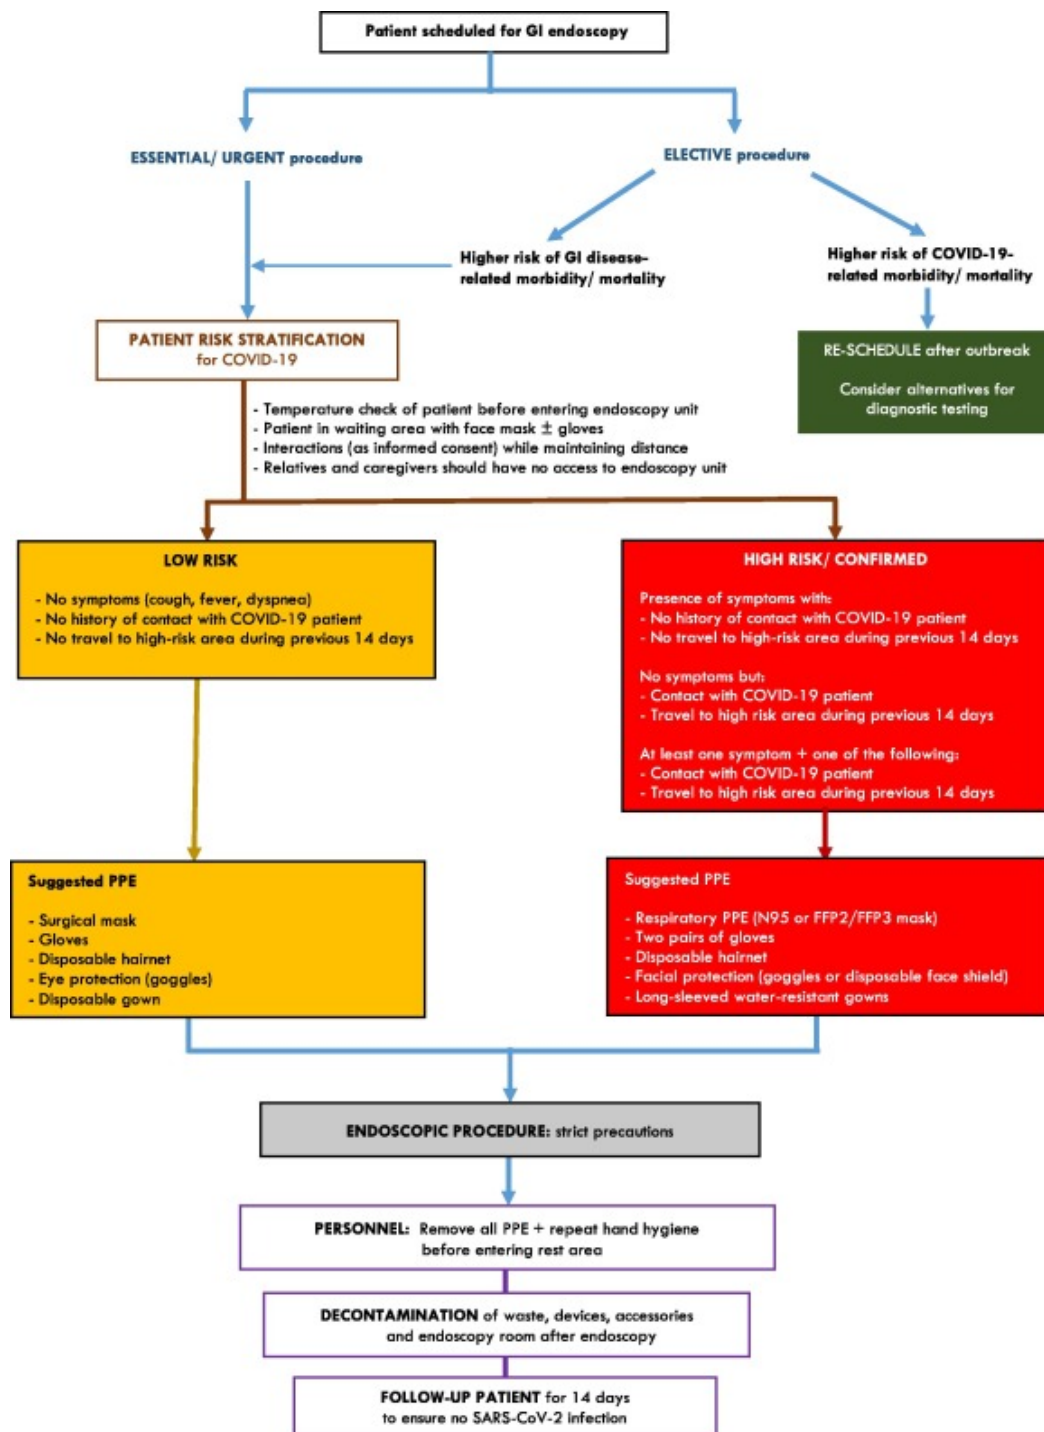 Patient scheduled for GI endoscopy
ESSENTIAL/ URGENT procedure
ELECTIVE procedure
Higher risk of GI disease-
related morbidity/ mortality
Higher risk of COVID-19-
related morbidity/ mortality
RE-SCHEDULE after outbreak
Consider alternatives for
diagnostic testing
PATIENT RISK STRATIFICATION
for COVID-19
- Temperature check of patient before entering endoscopy unit
- Patient in waiting area with face mask ± gloves
- Interactions (as informed consent) while maintaining distance
- Relatives and caregivers should have no access to endoscopy unit
LOW RISK
- No symptoms (cough, fever, dyspnea)
- No history of contact with COVID-19 patient
- No travel to high-risk area during previous 14 days
HIGH RISK/ CONFIRMED
Presence of symptoms with:
- No history of contact with COVID-19 patient
- No travel to high-risk area during previous 14 days
No symptoms but:
- Contact with COVID-19 patient
- Travel to high risk area during previous 14 days
At least one symptom + one of the following:
- Contact with COVID-19 patient
- Travel to high risk area during previous 14 days
Suggested PPE
- Surgical mask
- Gloves
- Disposable hairnet
- Eye protection (goggles)
- Disposable gown
Suggested PPE
- Respiratory PPE (N95 or FFP2/FFP3 mask)
- Two pairs of gloves
- Disposable hairnet
- Facial protection (goggles or disposable face shield)
- Long-sleeved water-resistant gowns
ENDOSCOPIC PROCEDURE: strict precautions
PERSONNEL: Remove all PPE + repeat hand hygiene
before entering rest area
DECONTAMINATION of waste, devices, accessories
and endoscopy room after endoscopy
FOLLOW-UP PATIENT for 14 days
to ensure no SARS-CoV-2 infection